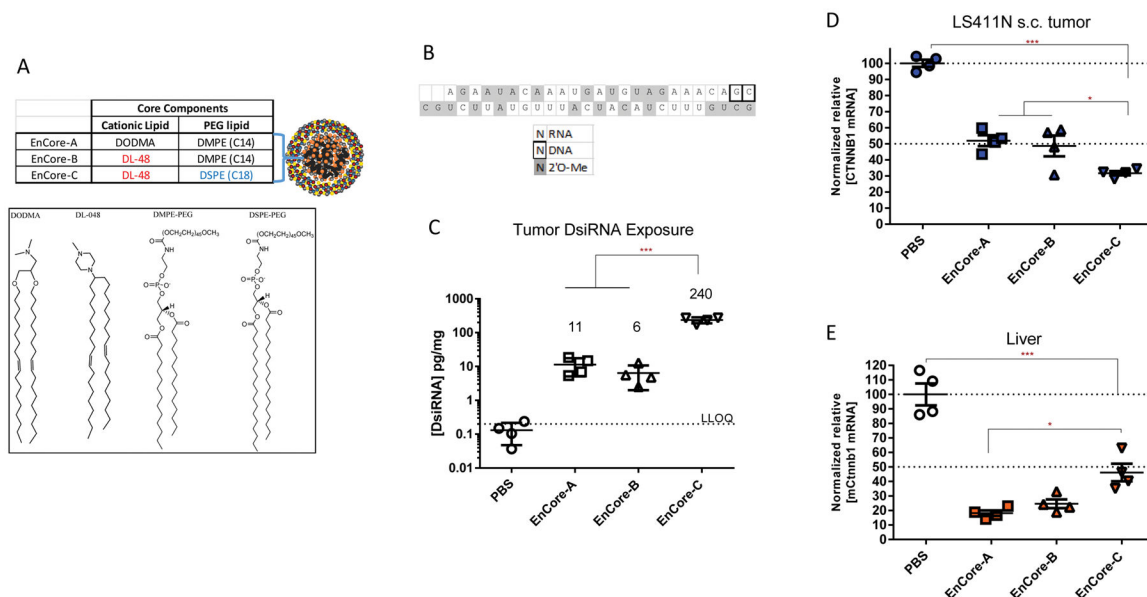 A
Core Components
Cationic Lipid PEG lipid
EnCore-A DODMA DMPE (C14)
EnCore-B DL-48 DMPE (C14)
EnCore-C DL-48 DSPE (C18)
DODMA DL-048 DMPE-PEG DSPE-PEG
(OCH2CH2)45OCH3
(OCH2CH2)45OCH3
B
A G A A U A C A A A U G A U G U A G A A A C A G C
C G U C U U A U G U U U A C U A C A U C U U U G U C G
N RNA
N DNA
N 2'O-Me
C
Tumor DsiRNA Exposure
***
[DsiRNA] pg/mg
1000
100
10
1
0.1
0.01
11
6
240
LLOQ
PBS
EnCore-A
EnCore-B
EnCore-C
D
LS411N s.c. tumor
***
*
Normalized relative
[CTNNB1 mRNA]
100
90
80
70
60
50
40
30
20
10
0
PBS
EnCore-A
EnCore-B
EnCore-C
E
Liver
***
*
Normalized relative
[mCtnnb1 mRNA]
120
110
100
90
80
70
60
50
40
30
20
10
0
PBS
EnCore-A
EnCore-B
EnCore-C